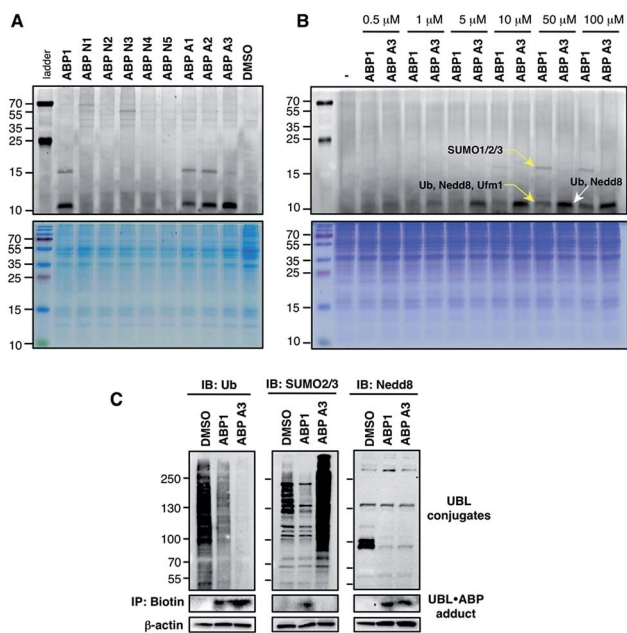 A
ladder
ABP1
ABP N1
ABP N2
ABP N3
ABP N4
ABP N5
ABP A1
ABP A2
ABP A3
DMSO
70
55
35
25
15
10
70
55
35
25
15
10
B
0.5 μM 1 μM 5 μM 10 μM 50 μM 100 μM
-
ABP1
ABP A3
ABP1
ABP A3
ABP1
ABP A3
ABP1
ABP A3
ABP1
ABP A3
ABP1
ABP A3
70
55
35
25
15
10
SUMO1/2/3
Ub, Nedd8, Ufm1
Ub, Nedd8
70
55
35
25
15
10
C
IB: Ub IB: SUMO2/3 IB: Nedd8
DMSO
ABP1
ABP A3
DMSO
ABP1
ABP A3
DMSO
ABP1
ABP A3
250
130
100
70
55
UBL
conjugates
IP: Biotin
UBL•ABP
adduct
β-actin